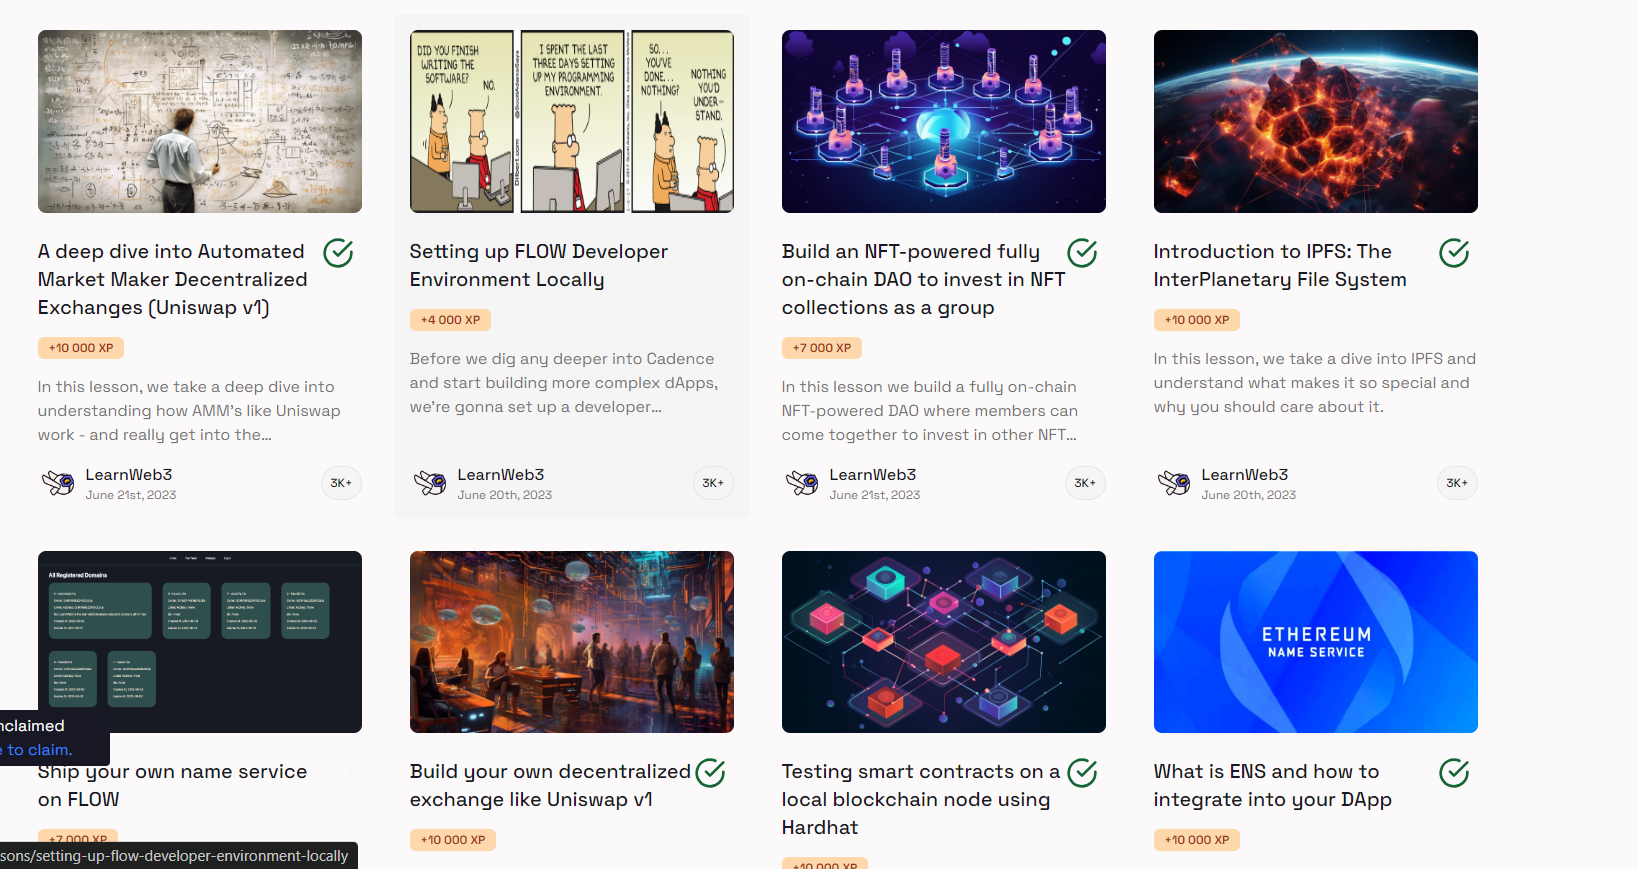 DID YOU FINISH
WRITING THE
SOFTWARE?
NO.
I SPENT THE LAST
THREE DAYS SETTING
UP MY PROGRAMMING
ENVIRONMENT.
SO...
YOU'VE
DONE...
NOTHING?
NOTHING
YOU'D
UNDER-
STAND.
Dilbert.com
A deep dive into Automated
Market Maker Decentralized
Exchanges (Uniswap v1)
+10 000 XP
In this lesson, we take a deep dive into
understanding how AMM's like Uniswap
work - and really get into the...
LearnWeb3
June 21st, 2023
3K+
Setting up FLOW Developer
Environment Locally
+4 000 XP
Before we dig any deeper into Cadence
and start building more complex dApps,
we're gonna set up a developer...
LearnWeb3
June 20th, 2023
3K+
Build an NFT-powered fully
on-chain DAO to invest in NFT
collections as a group
+7 000 XP
In this lesson we build a fully on-chain
NFT-powered DAO where members can
come together to invest in other NFT...
LearnWeb3
June 21st, 2023
3K+
Introduction to IPFS: The
InterPlanetary File System
+10 000 XP
In this lesson, we take a dive into IPFS and
understand what makes it so special and
why you should care about it.
LearnWeb3
June 20th, 2023
3K+
All Registered Domains
nclaimed
e to claim.
Ship your own name service
on FLOW
+7 000 XP
sons/setting-up-flow-developer-environment-locally
Build your own decentralized
exchange like Uniswap v1
+10 000 XP
Testing smart contracts on a
local blockchain node using
Hardhat
+10 000 XP
ETHEREUM
NAME SERVICE
What is ENS and how to
integrate into your DApp
+10 000 XP